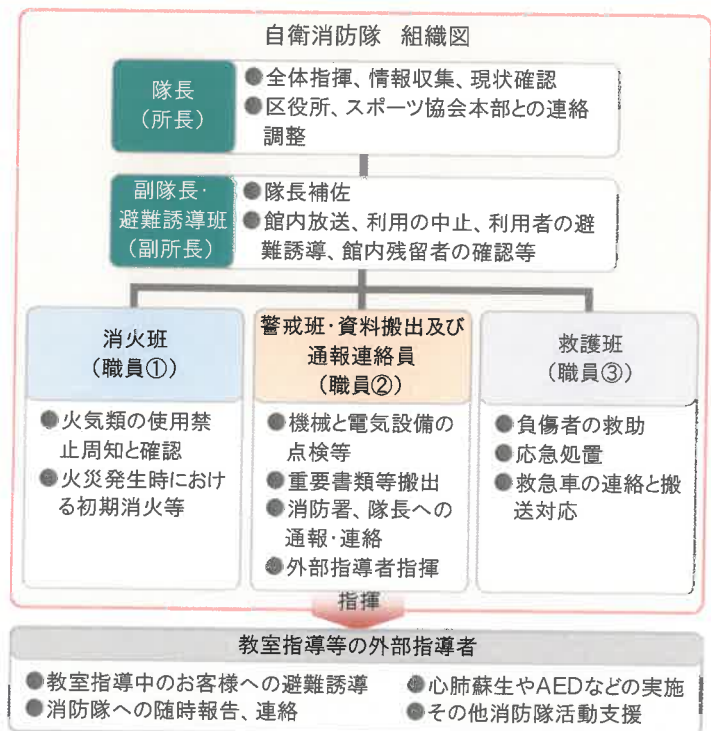 自衛消防隊 組織図
隊長
(所長)
●全体指揮、情報収集、現状確認
●区役所、スポーツ協会本部との連絡
調整
副隊長・
避難誘導班
(副所長)
●隊長補佐
●館内放送、利用の中止、利用者の避
難誘導、館内残留者の確認等
消火班
(職員①)
●火気類の使用禁
止周知と確認
●火災発生時におけ
る初期消火等
警戒班・資料搬出及び
通報連絡員
(職員②)
●機械と電気設備の
点検等
●重要書類等搬出
●消防署、隊長への
通報・連絡
●外部指導者指揮
救護班
(職員③)
●負傷者の救助
●応急処置
●救急車の連絡と搬
送対応
指揮
教室指導等の外部指導者
●教室指導中のお客様への避難誘導
●消防隊への随時報告、連絡
●心肺蘇生やAEDなどの実施
●その他消防隊活動支援